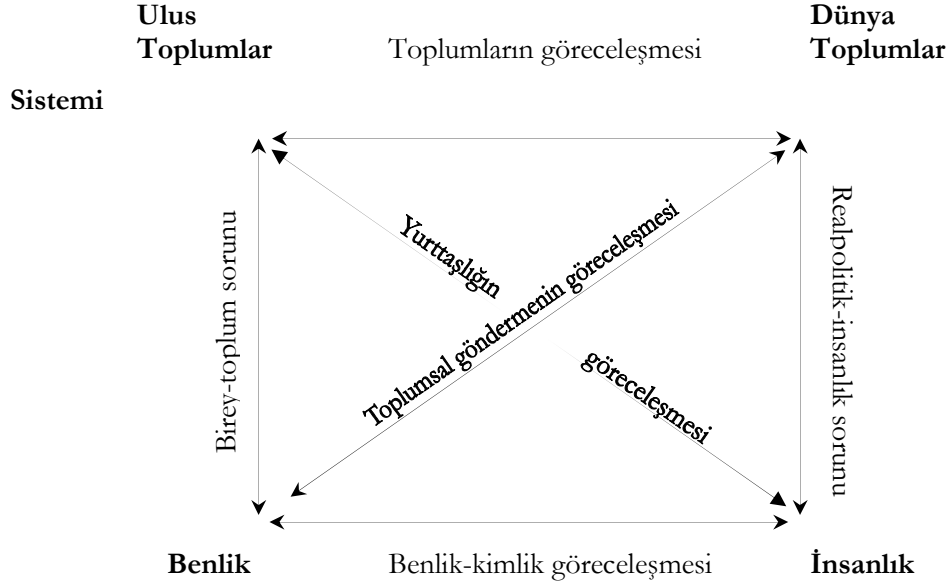 Ulus
Toplumlar
Toplumların göreceleşmesi
Dünya
Toplumlar
Sistemi
Birey-toplum sorunu
Yurttaşlığın
göreceleşmesi
Toplumsal göndermenin göreceleşmesi
Realpolitik-insanlık sorunu
Benlik
Benlik-kimlik göreceleşmesi
İnsanlık